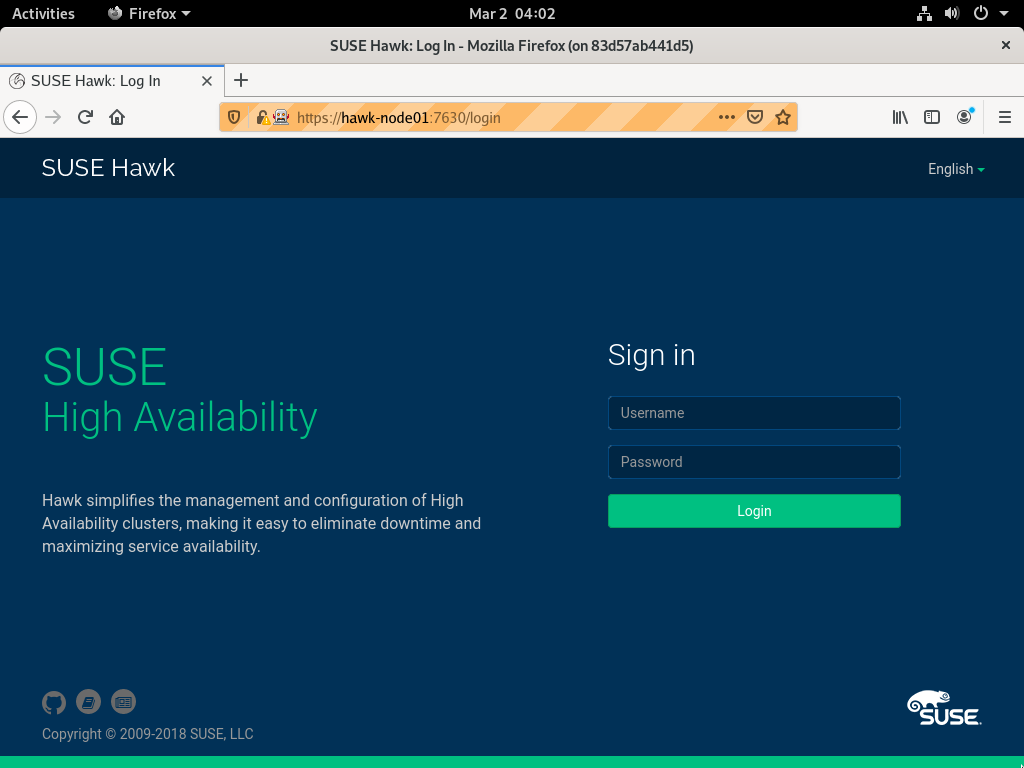 Activities
Firefox
Mar 2 04:02
SUSE Hawk: Log In - Mozilla Firefox (on 83d57ab441d5)
SUSE Hawk: Log In
https://hawk-node01:7630/login
SUSE Hawk
English
SUSE
High Availability
Hawk simplifies the management and configuration of High
Availability clusters, making it easy to eliminate downtime and
maximizing service availability.
Sign in
Username
Password
Login
Copyright © 2009-2018 SUSE, LLC
SUSE.